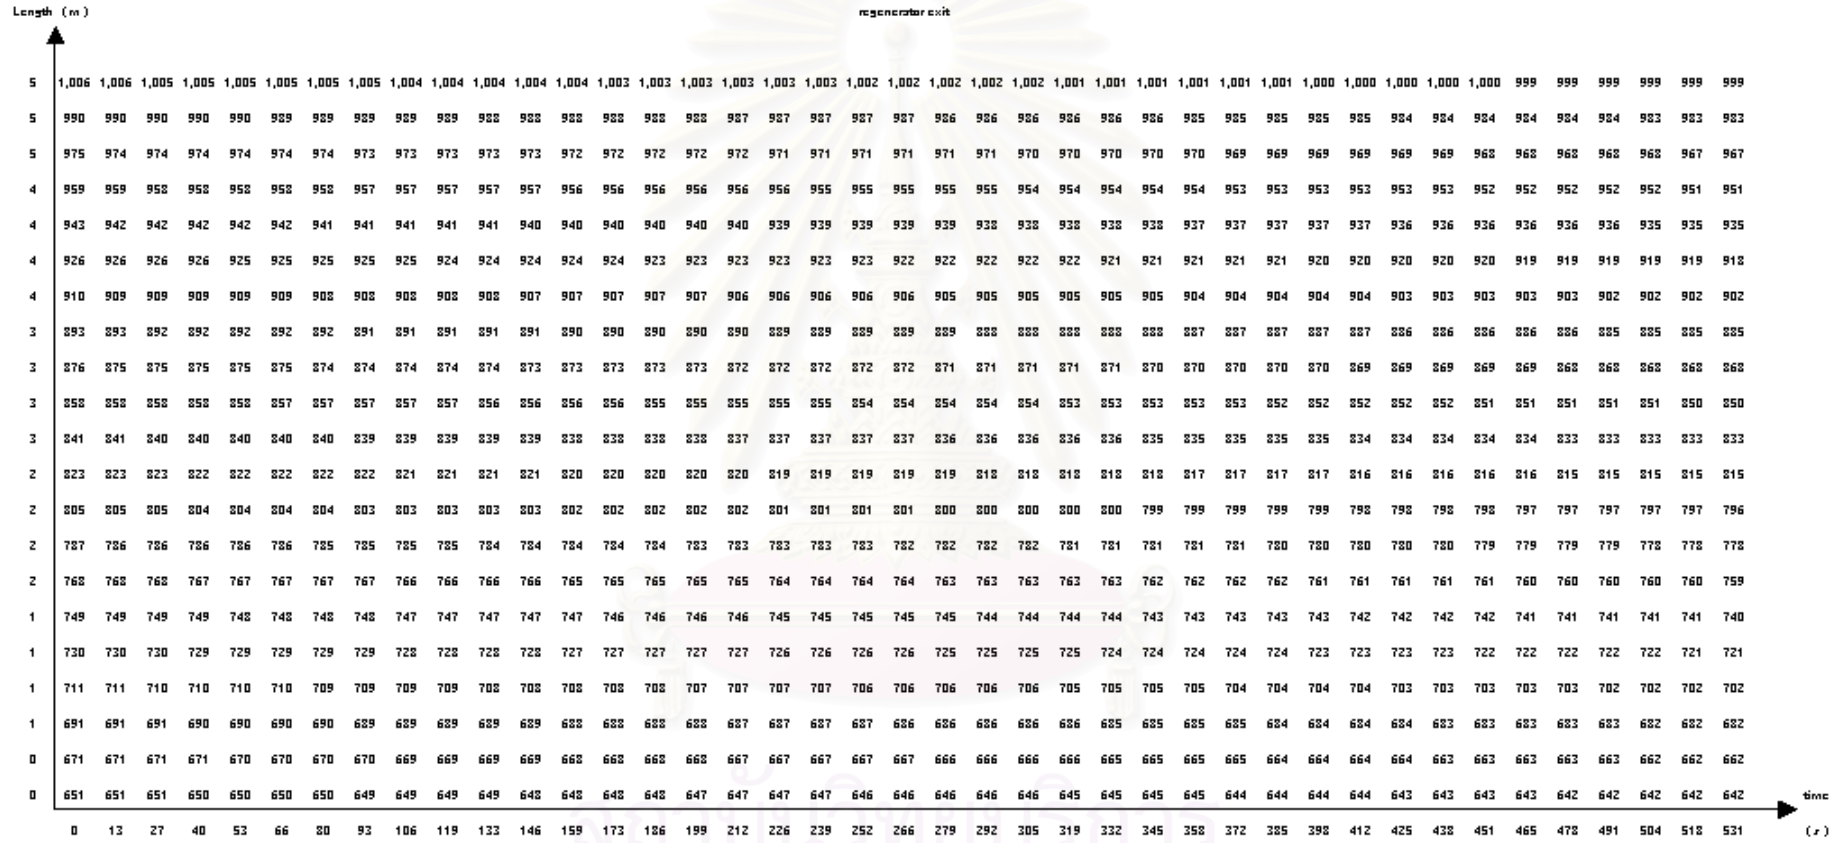 Length (m)
regenerator exit
5 1,006 1,006 1,005 1,005 1,005 1,005 1,005 1,005 1,004 1,004 1,004 1,004 1,004 1,003 1,003 1,003 1,003 1,003 1,003 1,002 1,002 1,002 1,002 1,002 1,001 1,001 1,001 1,001 1,001 1,001 1,000 1,000 1,000 1,000 1,000 999 999 999 999 999 999
5 990 990 990 990 990 989 989 989 989 989 988 988 988 988 988 988 987 987 987 987 987 986 986 986 986 986 986 985 985 985 985 985 984 984 984 984 984 984 983 983 983
5 975 974 974 974 974 974 974 973 973 973 973 973 972 972 972 972 972 971 971 971 971 971 971 970 970 970 970 970 969 969 969 969 969 969 968 968 968 968 968 967 967
4 959 959 958 958 958 958 958 957 957 957 957 957 956 956 956 956 956 956 955 955 955 955 955 954 954 954 954 954 953 953 953 953 953 953 952 952 952 952 952 951 951
4 943 942 942 942 942 942 941 941 941 941 941 940 940 940 940 940 940 939 939 939 939 939 938 938 938 938 938 937 937 937 937 937 936 936 936 936 936 936 935 935 935
4 926 926 926 926 925 925 925 925 925 924 924 924 924 924 923 923 923 923 923 923 922 922 922 922 922 921 921 921 921 921 920 920 920 920 920 919 919 919 919 919 918
4 910 909 909 909 909 909 908 908 908 908 908 907 907 907 907 907 906 906 906 906 906 905 905 905 905 905 905 904 904 904 904 904 903 903 903 903 903 902 902 902 902
3 893 893 892 892 892 892 892 891 891 891 891 891 890 890 890 890 890 889 889 889 889 889 888 888 888 888 888 887 887 887 887 887 886 886 886 886 886 885 885 885 885
3 876 875 875 875 875 875 874 874 874 874 874 873 873 873 873 873 872 872 872 872 872 871 871 871 871 871 870 870 870 870 870 869 869 869 869 869 868 868 868 868 868
3 858 858 858 858 858 857 857 857 857 857 856 856 856 856 855 855 855 855 855 854 854 854 854 854 853 853 853 853 853 852 852 852 852 852 851 851 851 851 851 850 850
3 841 841 840 840 840 840 840 839 839 839 839 839 838 838 838 838 837 837 837 837 837 836 836 836 836 836 835 835 835 835 835 834 834 834 834 834 833 833 833 833 833
2 823 823 823 822 822 822 822 822 821 821 821 821 820 820 820 820 820 819 819 819 819 819 818 818 818 818 818 817 817 817 817 816 816 816 816 816 815 815 815 815 815
2 805 805 805 804 804 804 804 803 803 803 803 803 802 802 802 802 802 801 801 801 801 800 800 800 800 800 799 799 799 799 799 798 798 798 798 797 797 797 797 797 796
2 787 786 786 786 786 786 785 785 785 785 784 784 784 784 784 783 783 783 783 783 782 782 782 782 781 781 781 781 781 780 780 780 780 780 779 779 779 779 778 778 778
2 768 768 768 767 767 767 767 767 766 766 766 766 765 765 765 765 765 764 764 764 764 763 763 763 763 763 762 762 762 762 761 761 761 761 761 760 760 760 760 760 759
1 749 749 749 749 748 748 748 748 747 747 747 747 747 746 746 746 746 745 745 745 745 745 744 744 744 744 743 743 743 743 743 742 742 742 742 741 741 741 741 741 740
1 730 730 730 729 729 729 729 729 728 728 728 728 727 727 727 727 727 726 726 726 726 725 725 725 725 724 724 724 724 724 723 723 723 723 722 722 722 722 722 721 721
1 711 711 710 710 710 710 709 709 709 709 708 708 708 708 708 707 707 707 707 706 706 706 706 706 705 705 705 705 704 704 704 704 703 703 703 703 703 702 702 702 702
1 691 691 691 690 690 690 690 689 689 689 689 689 688 688 688 688 687 687 687 687 686 686 686 686 686 685 685 685 685 684 684 684 684 683 683 683 683 683 682 682 682
0 671 671 671 671 670 670 670 670 669 669 669 669 668 668 668 668 667 667 667 667 667 666 666 666 666 665 665 665 665 664 664 664 664 663 663 663 663 663 662 662 662
0 651 651 651 650 650 650 650 649 649 649 649 648 648 648 648 647 647 647 647 646 646 646 646 646 645 645 645 645 644 644 644 644 643 643 643 643 642 642 642 642 642
time
0 13 27 40 53 66 80 93 106 119 133 146 159 173 186 199 212 226 239 252 266 279 292 305 319 332 345 358 372 385 398 412 425 438 451 465 478 491 504 518 531 (s)
สถาบันวิทยบริการ